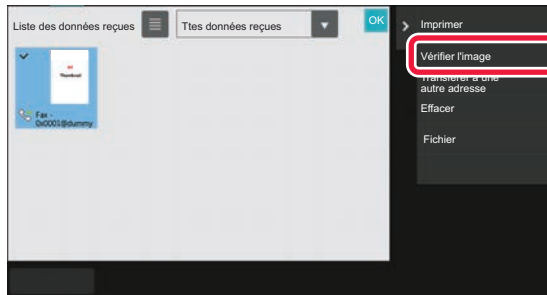 Liste des données reçues
Ttes données reçues
OK
Thumbnail
Fax -
0x0001@dummy
Imprimer
Vérifier l'image
Transférer à une
autre adresse
Effacer
Fichier